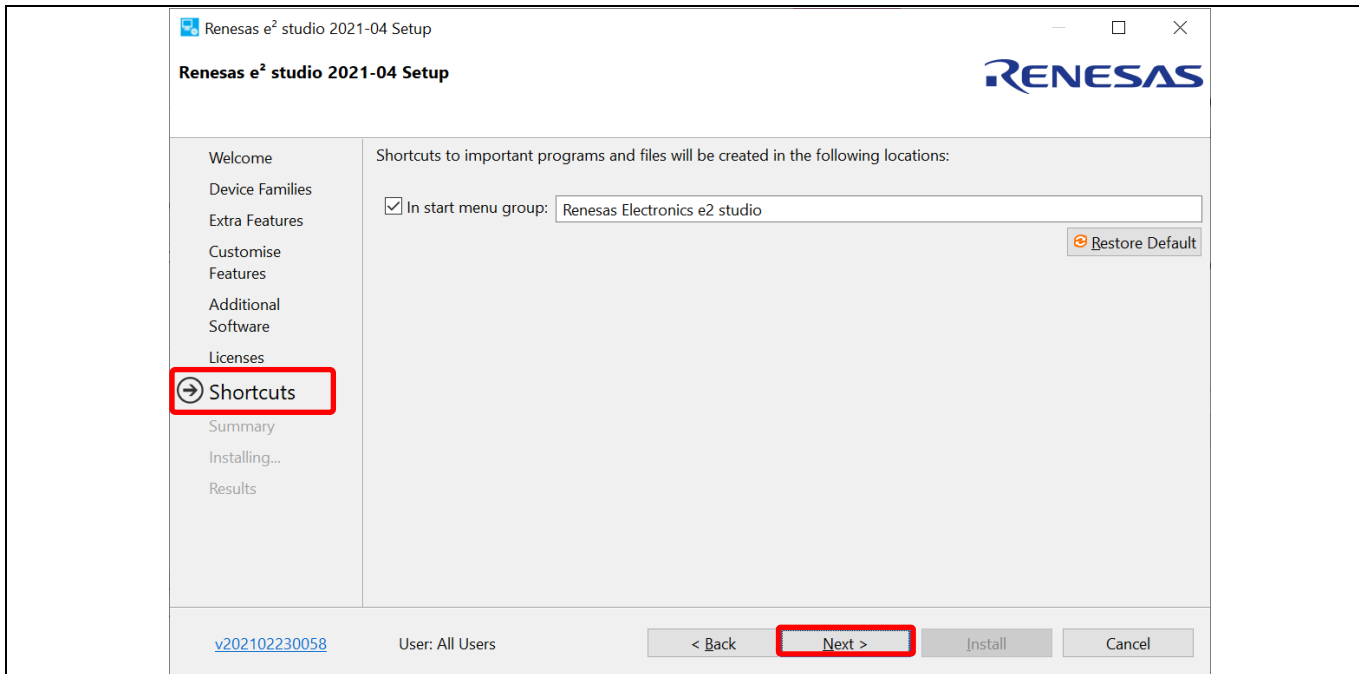 Renesas e² studio 2021-04 Setup
Renesas e² studio 2021-04 Setup
RENESAS
Welcome
Device Families
Extra Features
Customise
Features
Additional
Software
Licenses
Shortcuts
Summary
Installing...
Results
Shortcuts to important programs and files will be created in the following locations:
In start menu group: Renesas Electronics e2 studio
Restore Default
v202102230058 User: All Users < Back Next > Install Cancel